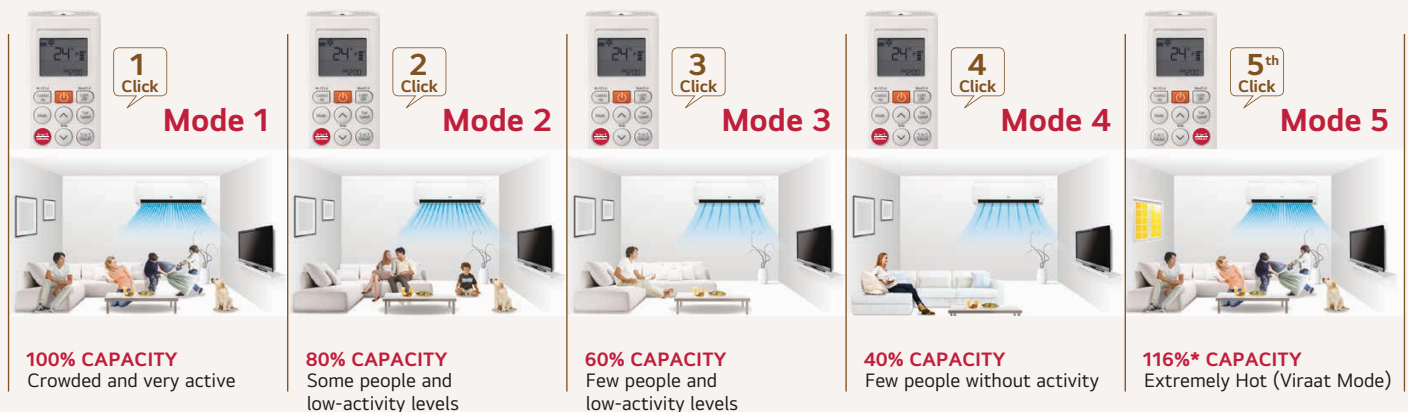 1
Click
Mode 1
100% CAPACITY
Crowded and very active
2
Click
Mode 2
80% CAPACITY
Some people and
low-activity levels
3
Click
Mode 3
60% CAPACITY
Few people and
low-activity levels
4
Click
Mode 4
40% CAPACITY
Few people without activity
5th
Click
Mode 5
116%* CAPACITY
Extremely Hot (Viraat Mode)